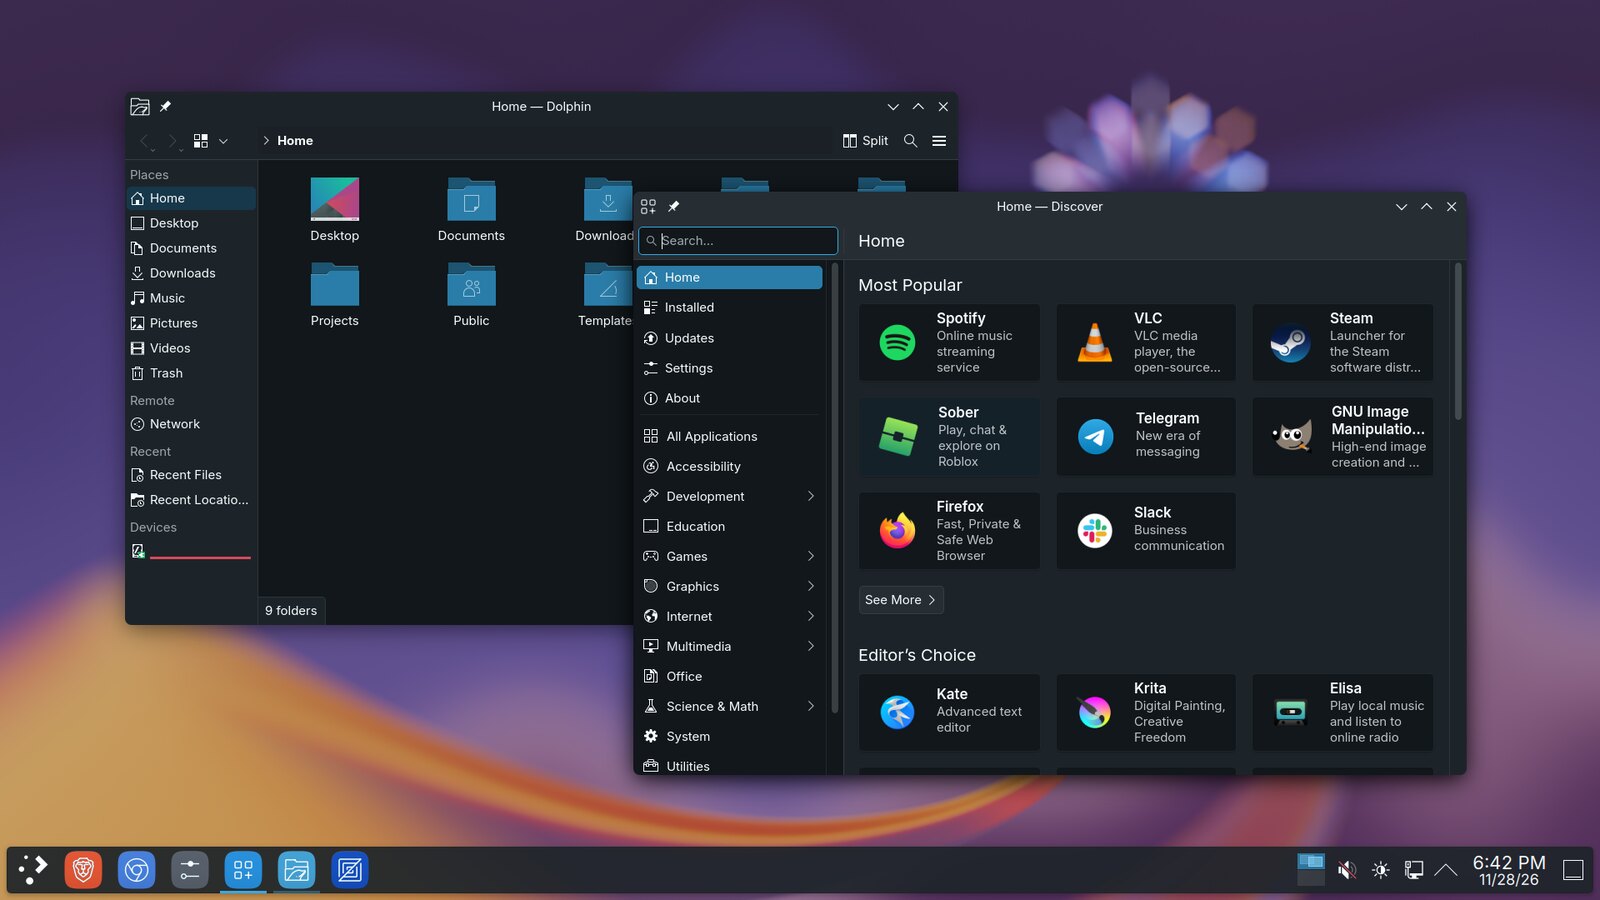 Home — Dolphin
Home
Split
Places
Home
Desktop
Documents
Downloads
Music
Pictures
Videos
Trash
Remote
Network
Recent
Recent Files
Recent Locatio...
Devices
Desktop
Documents
Download
Projects
Public
Template
9 folders
Home — Discover
Search...
Home
Home
Installed
Updates
Settings
About
All Applications
Accessibility
Development
Education
Games
Graphics
Internet
Multimedia
Office
Science & Math
System
Utilities
Most Popular
Spotify
Online music
streaming
service
VLC
VLC media
player, the
open-source...
Steam
Launcher for
the Steam
software distr...
Sober
Play, chat &
explore on
Roblox
Telegram
New era of
messaging
GNU Image
Manipulatio...
High-end image
creation and ...
Firefox
Fast, Private &
Safe Web
Browser
Slack
Business
communication
See More
Editor’s Choice
Kate
Advanced text
editor
Krita
Digital Painting,
Creative
Freedom
Elisa
Play local music
and listen to
online radio
6:42 PM
11/28/26